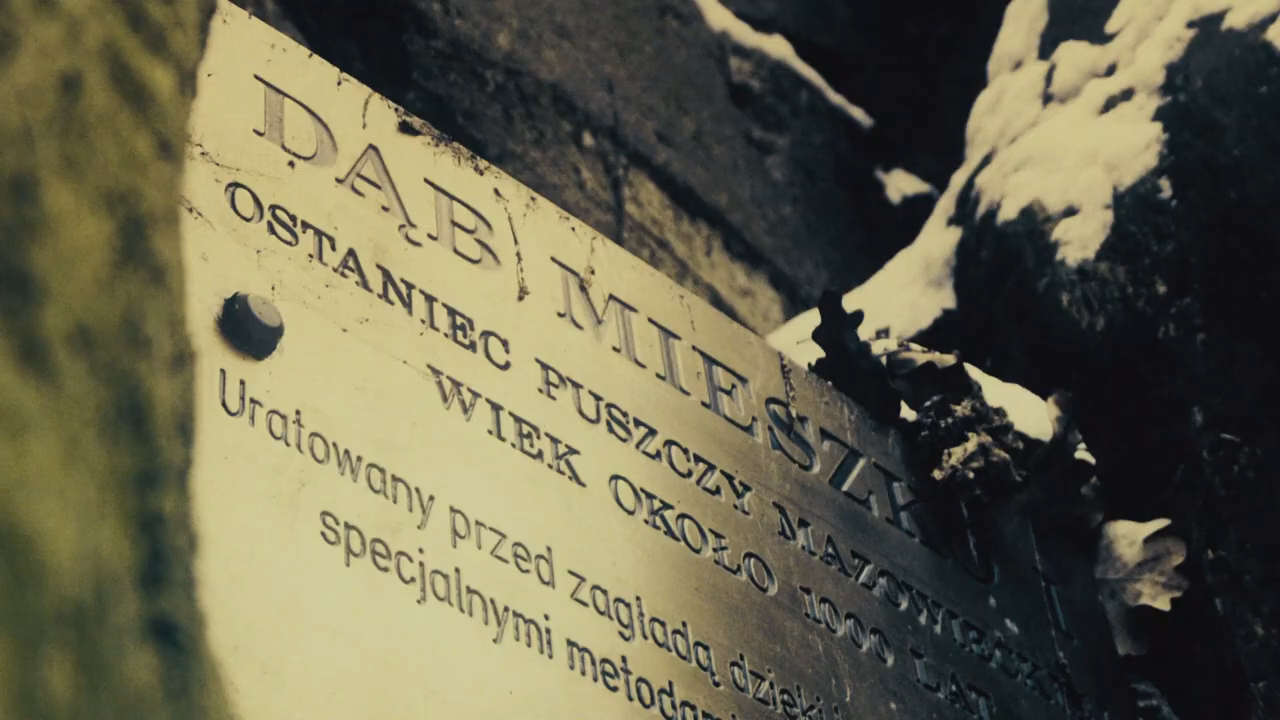 DĄB MIESZKO I
OSTANIEC PUSZCZY MAZOWIECKIEJ
WIEK OKOŁO 1000 LAT
Uratowany przed zagładą dzięki
specjalnymi metodami